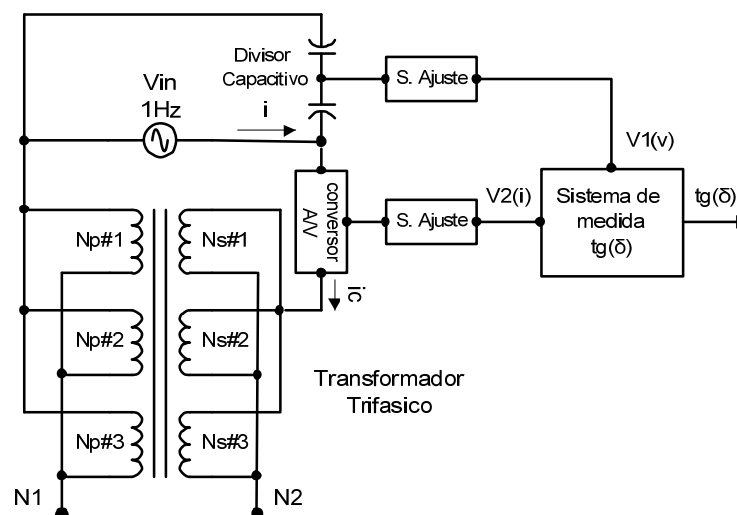 Divisor
Capacitivo
S. Ajuste
Vin
1Hz
i
V1(v)
conversor
A/V
V2(i)
Sistema de
medida
tg(δ)
tg(δ)
S. Ajuste
Np#1
Ns#1
ic
Np#2
Ns#2
Transformador
Trifasico
Np#3
Ns#3
N1
N2